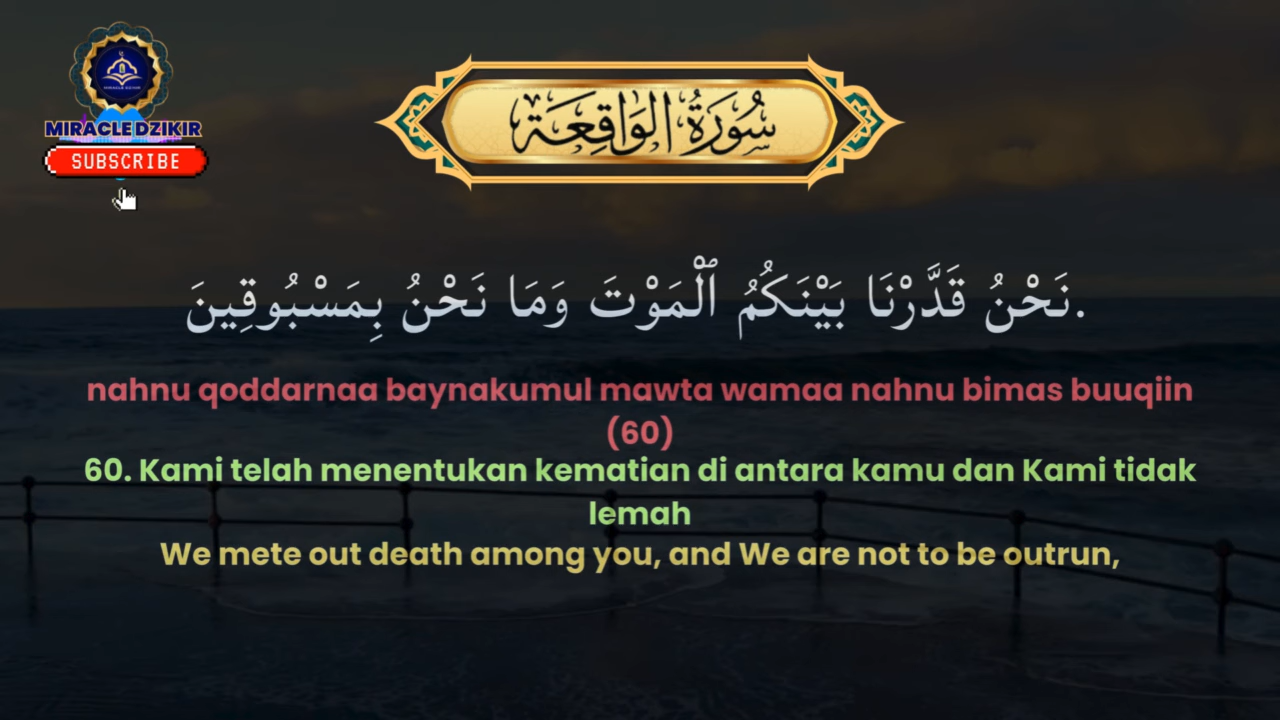 MIRACLE DZIKIR
SUBSCRIBE
سُورَةُ الوَاقِعَة
نَحْنُ قَدَّرْنَا بَيْنَكُمُ ٱلْمَوْتَ وَمَا نَحْنُ بِمَسْبُوقِينَ.
nahnu qoddarnaa baynakumul mawta wamaa nahnu bimas buuqiin
(60)
60. Kami telah menentukan kematian di antara kamu dan Kami tidak
lemah
We mete out death among you, and We are not to be outrun,